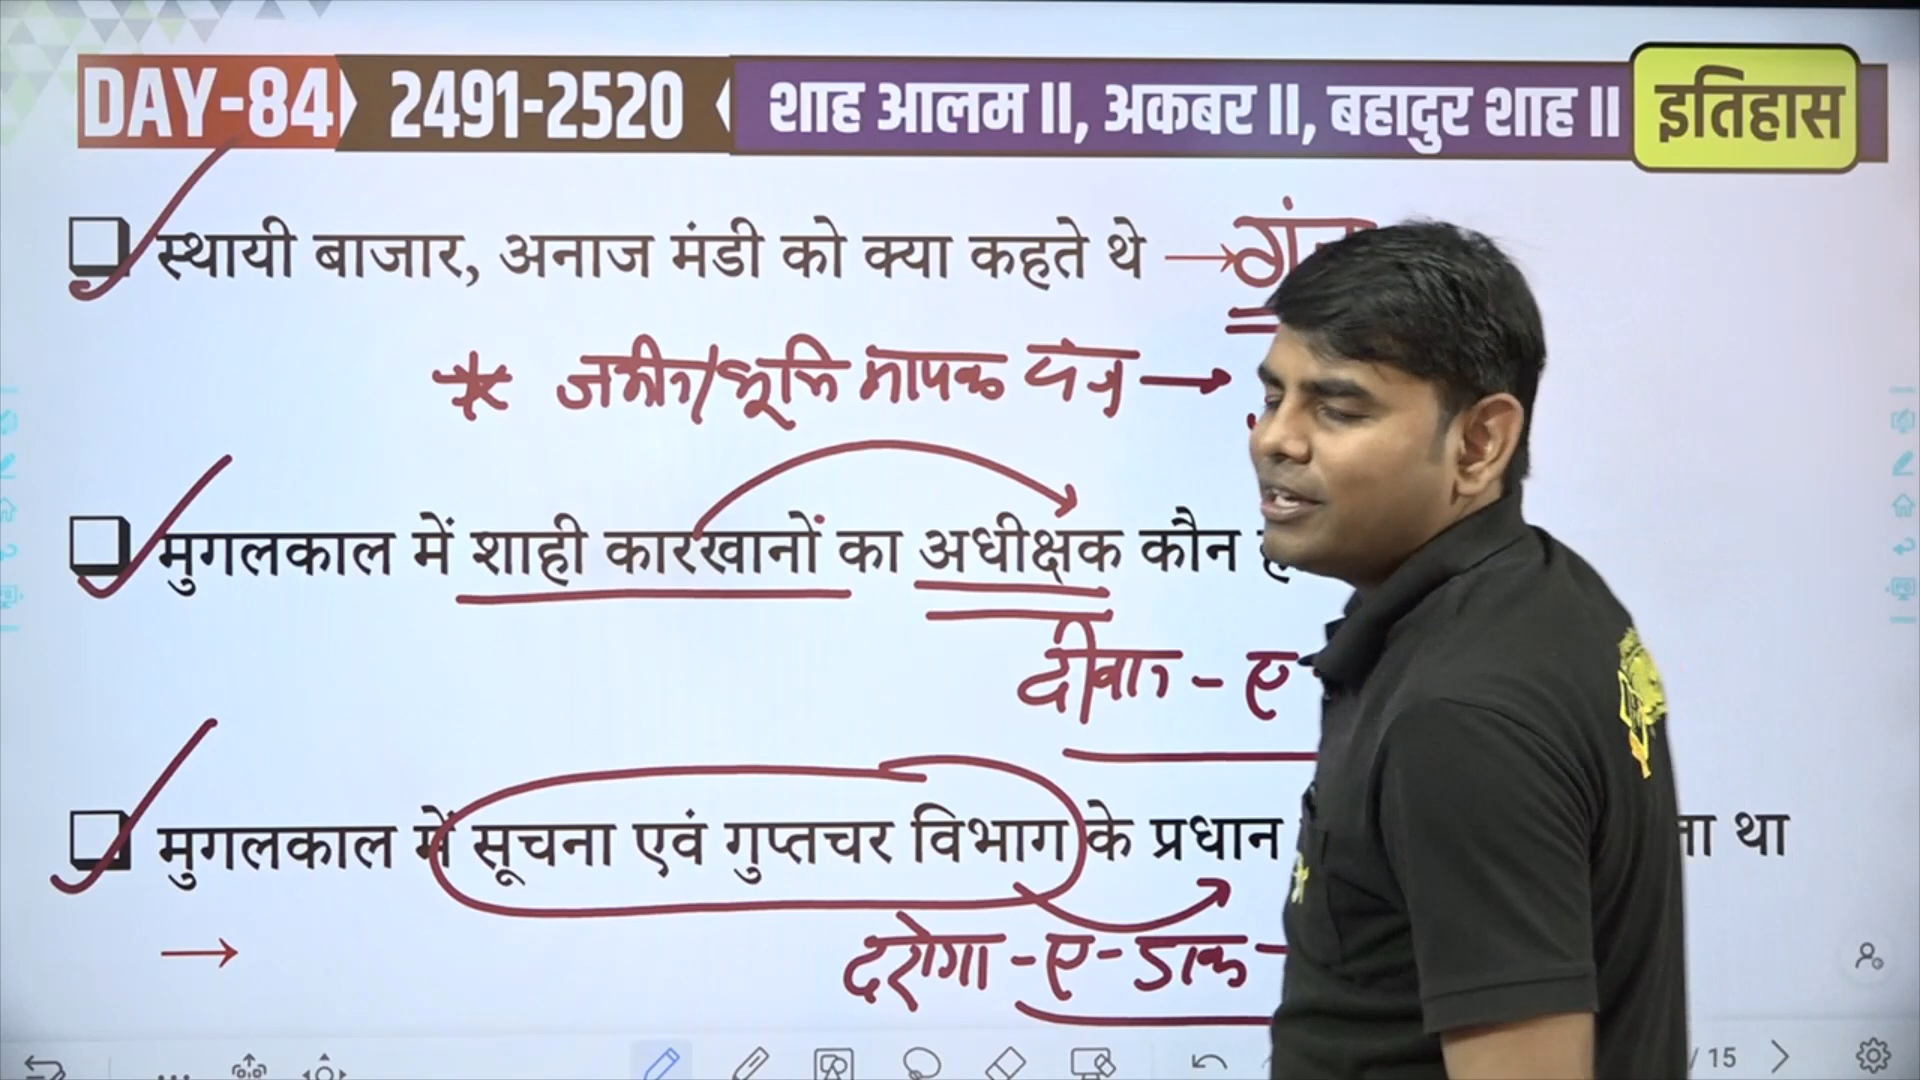 DAY-84 2491-2520 शाह आलम II, अकबर II, बहादुर शाह II इतिहास
स्थायी बाजार, अनाज मंडी को क्या कहते थे →
* जमीन/भूमि मापक यंत्र →
मुगलकाल में शाही कारखानों का अधीक्षक कौन
दीवान - ए
मुगलकाल में सूचना एवं गुप्तचर विभाग के प्रधान था
→ दरोगा-ए-डाक-
/ 15